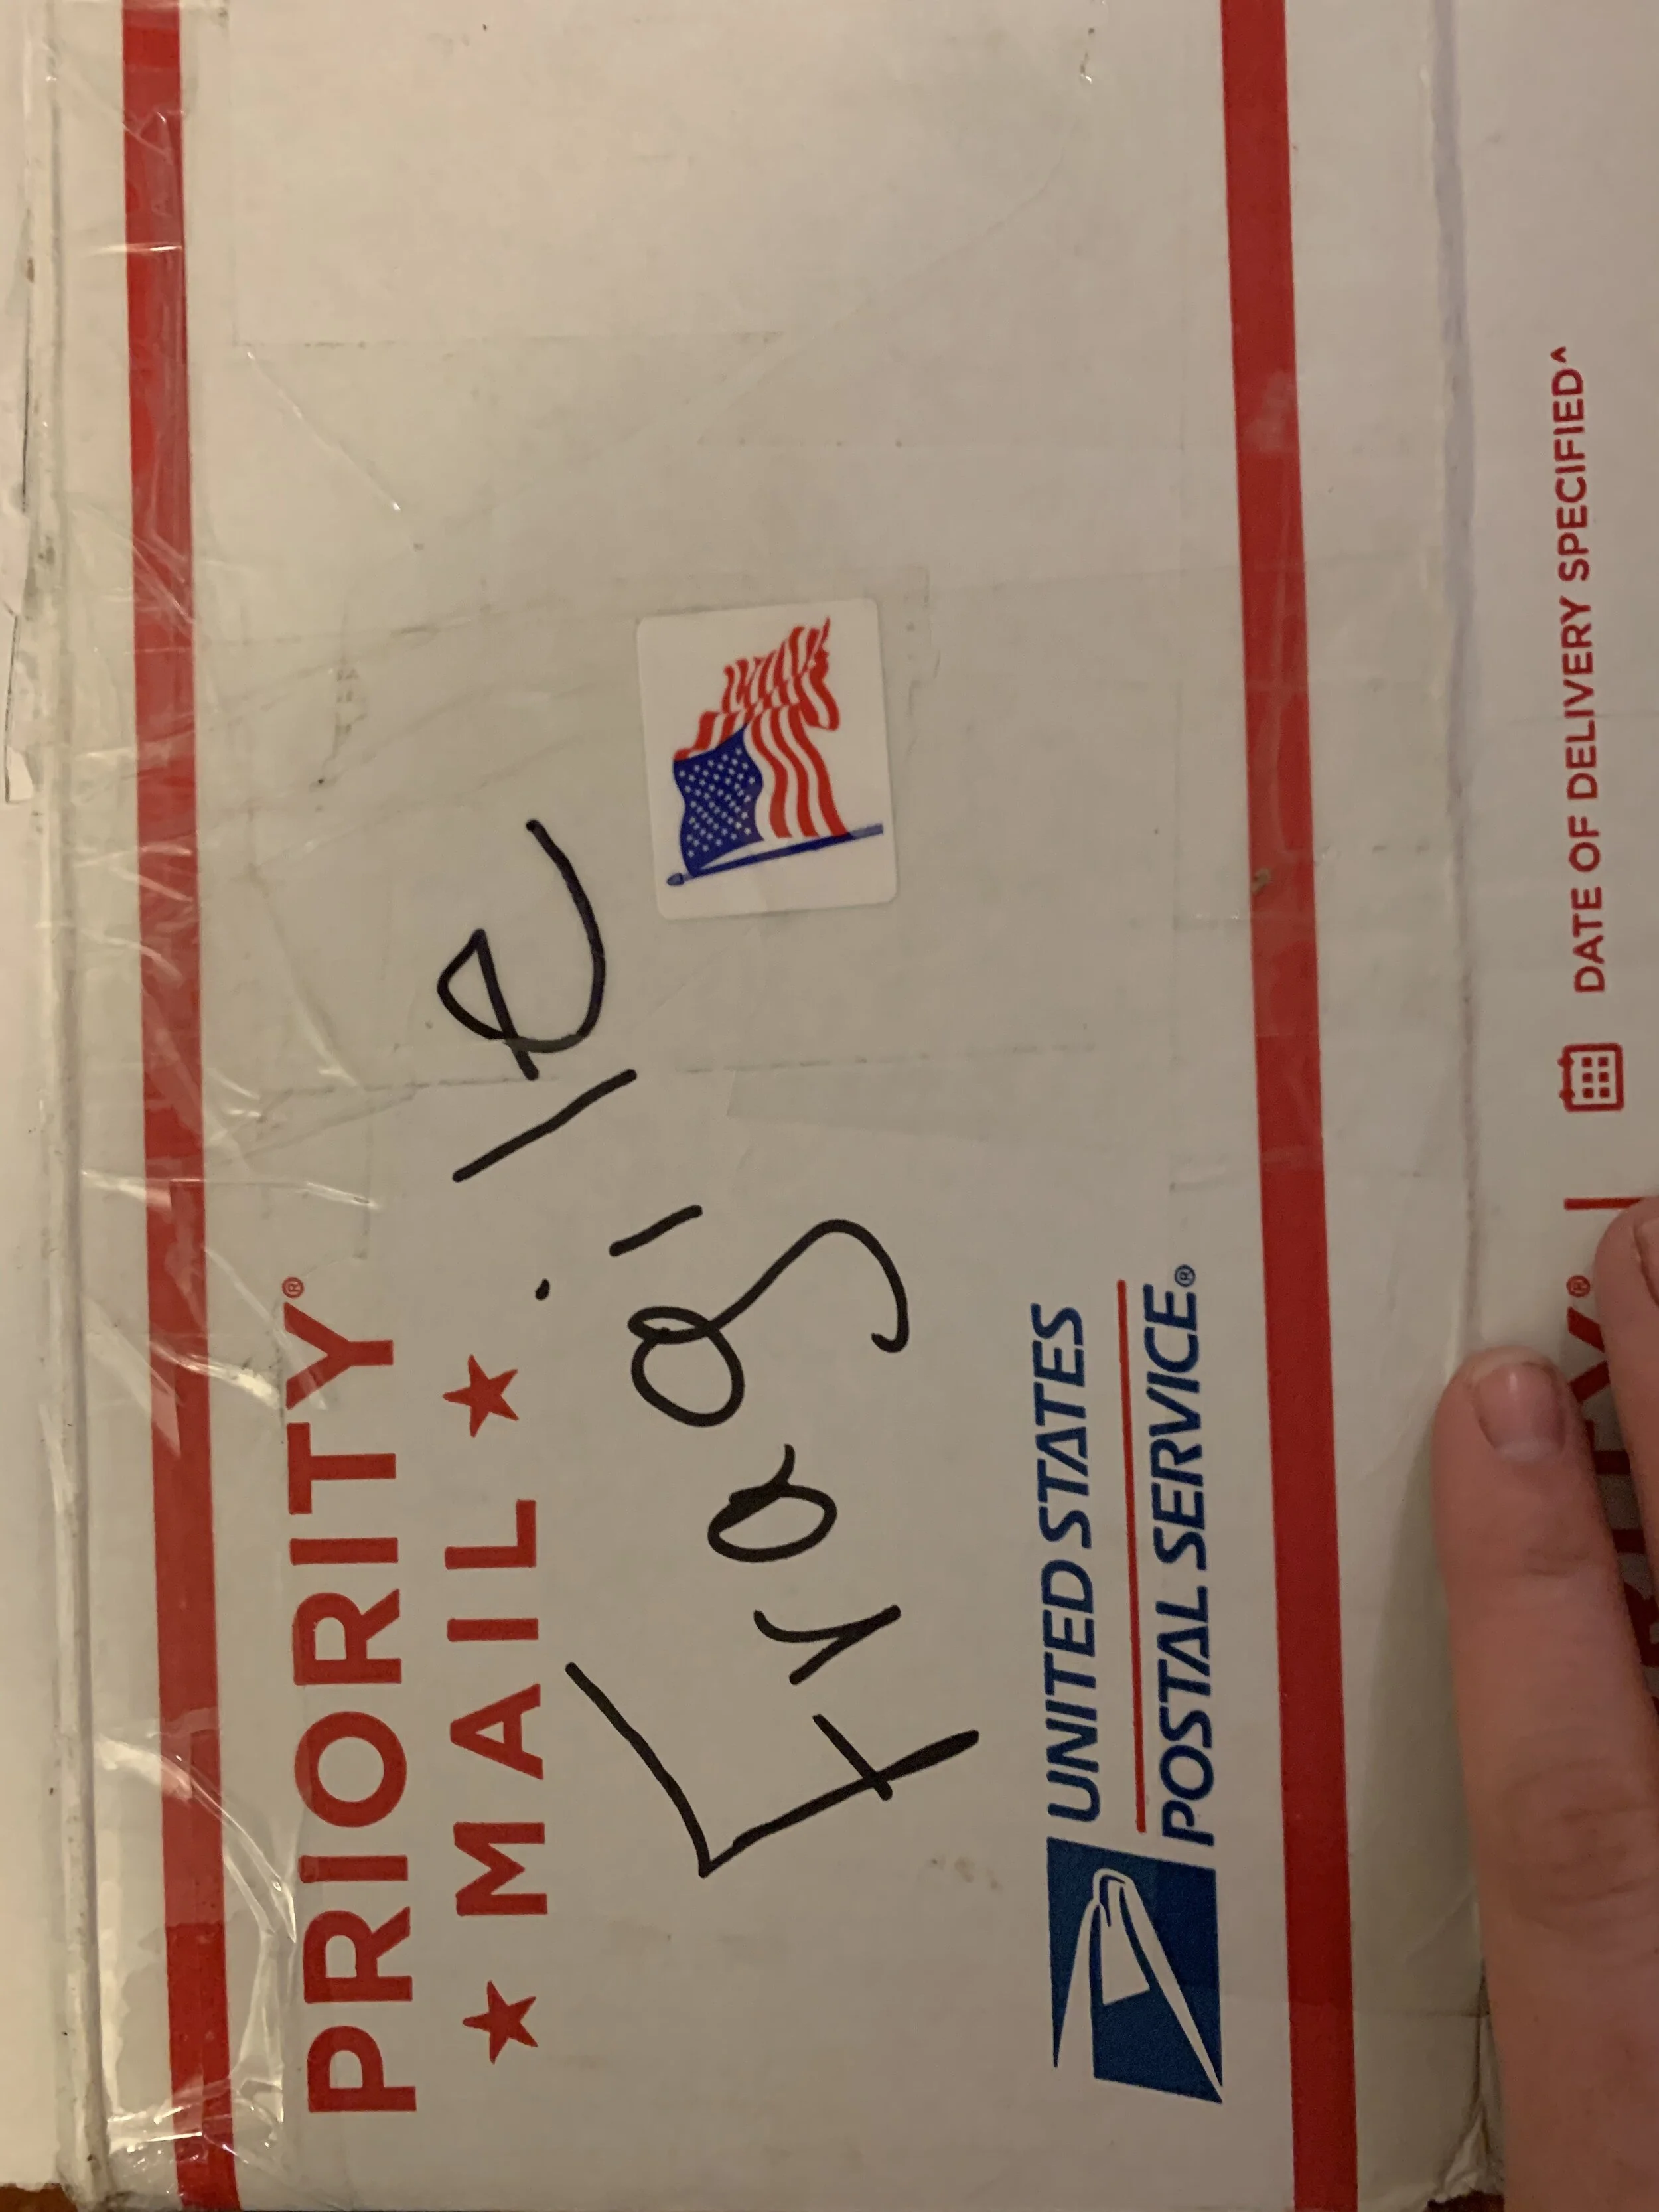 PRIORITY®
★ MAIL ★
Fragile
UNITED STATES
POSTAL SERVICE®
DATE OF DELIVERY SPECIFIED^